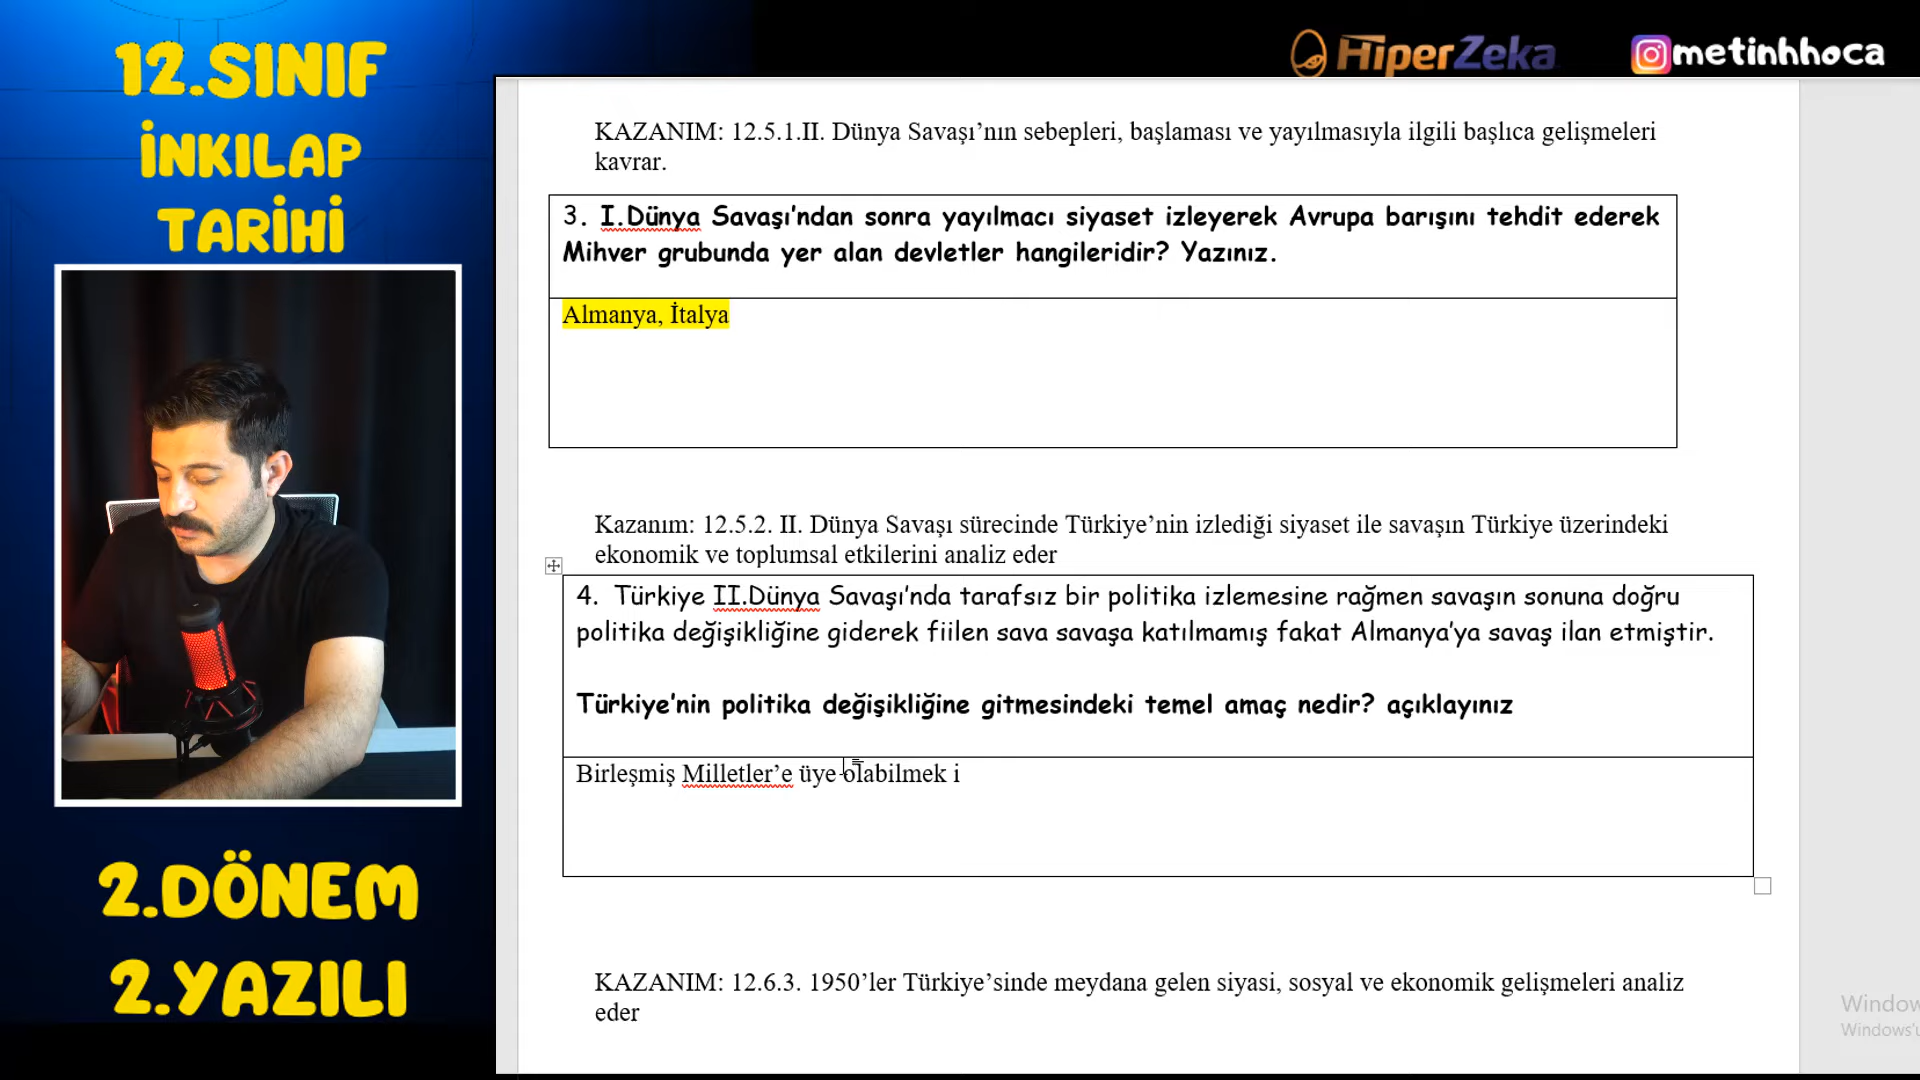 12.SINIF
İNKILAP
TARİHİ
2.DÖNEM
2.YAZILI
HiperZeka
metinhhoca
KAZANIM: 12.5.1.II. Dünya Savaşı’nın sebepleri, başlaması ve yayılmasıyla ilgili başlıca gelişmeleri
kavrar.
3. I.Dünya Savaşı’ndan sonra yayılmacı siyaset izleyerek Avrupa barışını tehdit ederek
Mihver grubunda yer alan devletler hangileridir? Yazınız.
Almanya, İtalya
Kazanım: 12.5.2. II. Dünya Savaşı sürecinde Türkiye’nin izlediği siyaset ile savaşın Türkiye üzerindeki
ekonomik ve toplumsal etkilerini analiz eder
4. Türkiye II.Dünya Savaşı’nda tarafsız bir politika izlemesine rağmen savaşın sonuna doğru
politika değişikliğine giderek fiilen sava savaşa katılmamış fakat Almanya’ya savaş ilan etmiştir.
Türkiye’nin politika değişikliğine gitmesindeki temel amaç nedir? açıklayınız
Birleşmiş Milletler’e üye olabilmek i
KAZANIM: 12.6.3. 1950’ler Türkiye’sinde meydana gelen siyasi, sosyal ve ekonomik gelişmeleri analiz
eder